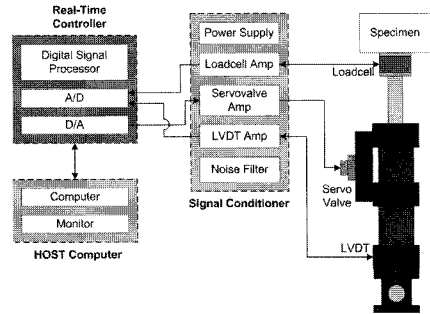 Real-Time
Controller
Digital Signal
Processor
A/D
D/A
Computer
Monitor
HOST Computer
Power Supply
Loadcell Amp
Servovalve
Amp
LVDT Amp
Noise Filter
Signal Conditioner
Specimen
Loadcell
Servo
Valve
LVDT